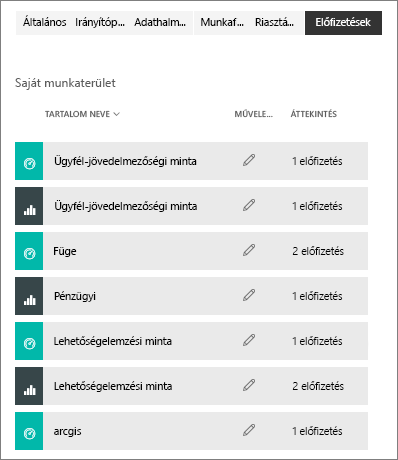 Általános Irányítóp... Adathalm... Munkaf... Riasztá... Előfizetések
Saját munkaterület
TARTALOM NEVE MŰVELE... ÁTTEKINTÉS
Ügyfél-jövedelmezőségi minta 1 előfizetés
Ügyfél-jövedelmezőségi minta 1 előfizetés
Füge 2 előfizetés
Pénzügyi 1 előfizetés
Lehetőségelemzési minta 1 előfizetés
Lehetőségelemzési minta 2 előfizetés
arcgis 1 előfizetés